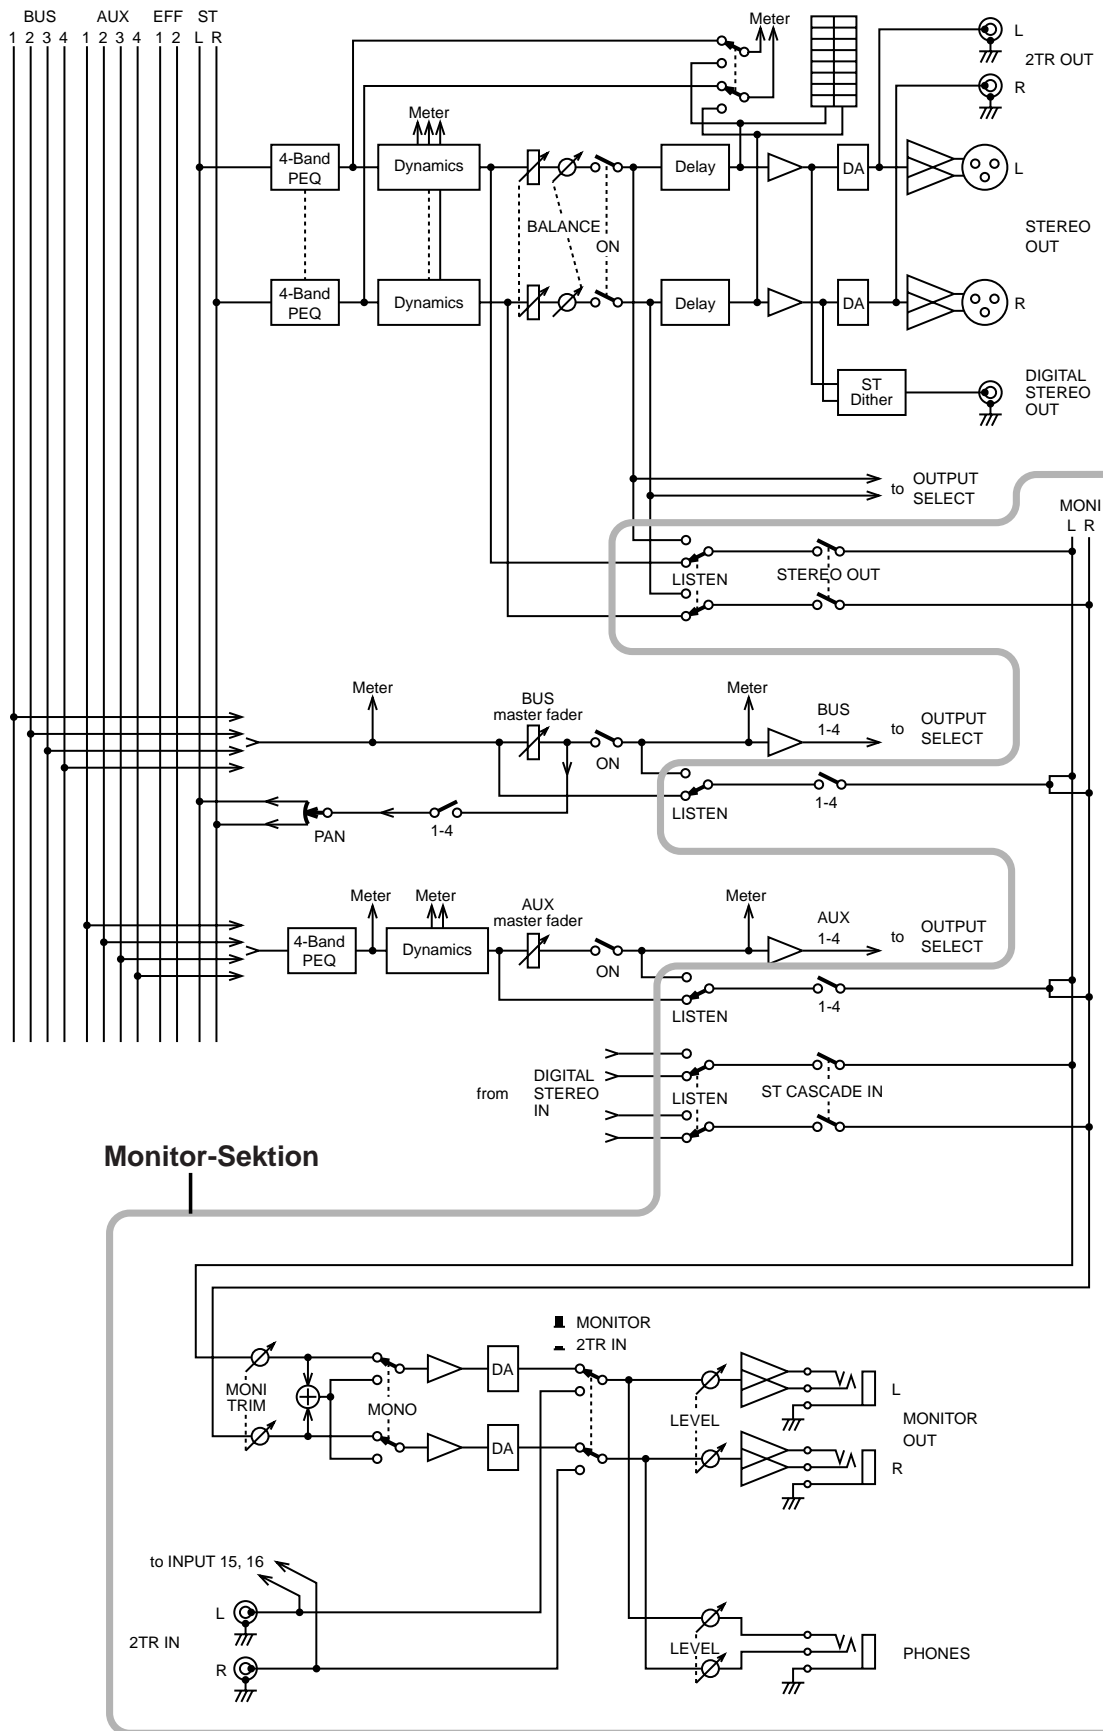 BUS AUX EFF ST
1 2 3 4 1 2 3 4 1 2 L R
Meter
L
2TR OUT
R
Meter
4-Band
PEQ
Dynamics
Delay
DA
L
BALANCE
ON
STEREO
OUT
4-Band
PEQ
Dynamics
Delay
DA
R
ST
Dither
DIGITAL
STEREO
OUT
to OUTPUT
SELECT
MONI
L R
LISTEN
STEREO OUT
Meter
BUS
master fader
Meter
BUS
1-4
to OUTPUT
SELECT
ON
LISTEN
1-4
PAN
1-4
Meter
Meter
AUX
master fader
Meter
4-Band
PEQ
Dynamics
AUX
1-4
to OUTPUT
SELECT
ON
LISTEN
1-4
from
DIGITAL
STEREO
IN
LISTEN
ST CASCADE IN
Monitor-Sektion
MONITOR
2TR IN
MONI
TRIM
MONO
DA
LEVEL
L
MONITOR
OUT
DA
R
to INPUT 15, 16
L
2TR IN
R
LEVEL
PHONES